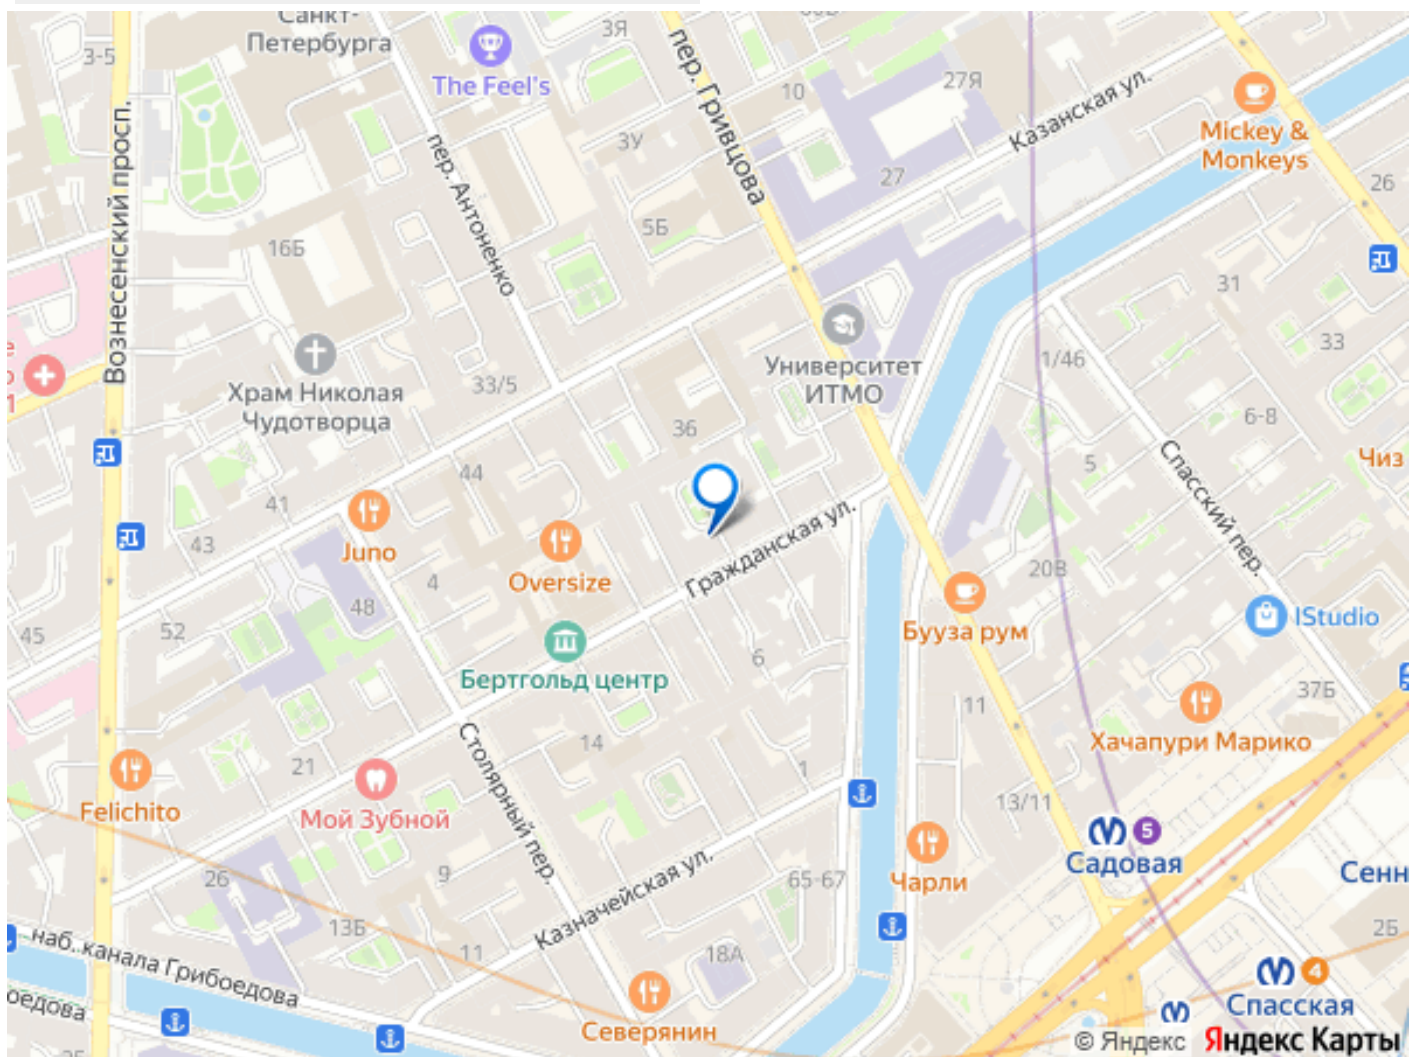 Санкт-
Петербурга
3-5
The Feel's
3Я
пер. Гривцова
10
27Я
Казанская ул.
Mickey &
Monkeys
3У
27
26
Вознесенский просп.
пер. Антоненко
5Б
16Б
31
33
1/46
Университет
ИТМО
Храм Николая
Чудотворца
33/5
1
6-8
36
Чиз
5
Спасский пер.
44
41
43
Juno
Oversize
Гражданская ул.
4
48
20В
Бууза рум
IStudio
45
52
6
Бертгольд центр
37Б
11
Хачапури Марико
Столярный пер.
14
21
1
13/11
Felichito
Мой Зубной
5
Садовая
Сенн
Чарли
65-67
9
26
Казначейская ул.
13Б
11
18А
2Б
наб. канала Грибоедова
оедова
4
Спасская
Северянин
© Яндекс Яндекс Карты